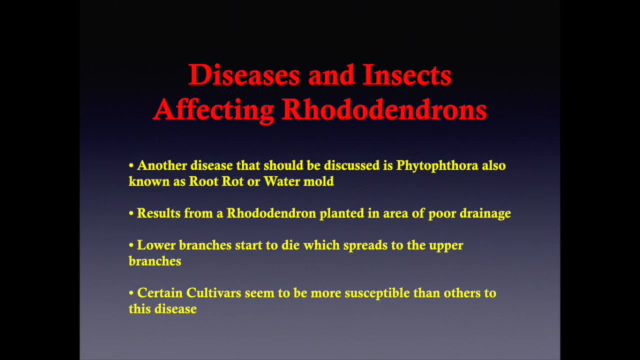 Diseases and Insects
Affecting Rhododendrons
• Another disease that should be discussed is Phytophthora also
known as Root Rot or Water mold
• Results from a Rhododendron planted in area of poor drainage
• Lower branches start to die which spreads to the upper
branches
• Certain Cultivars seem to be more susceptible than others to
this disease